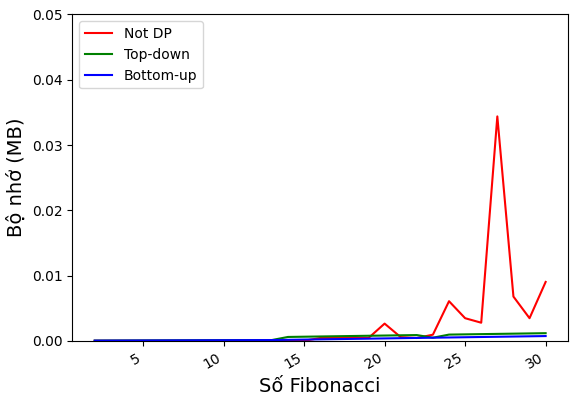 0.05
0.04
0.03
0.02
0.01
0.00
Bộ nhớ (MB)
Not DP
Top-down
Bottom-up
5
10
15
20
25
30
Số Fibonacci